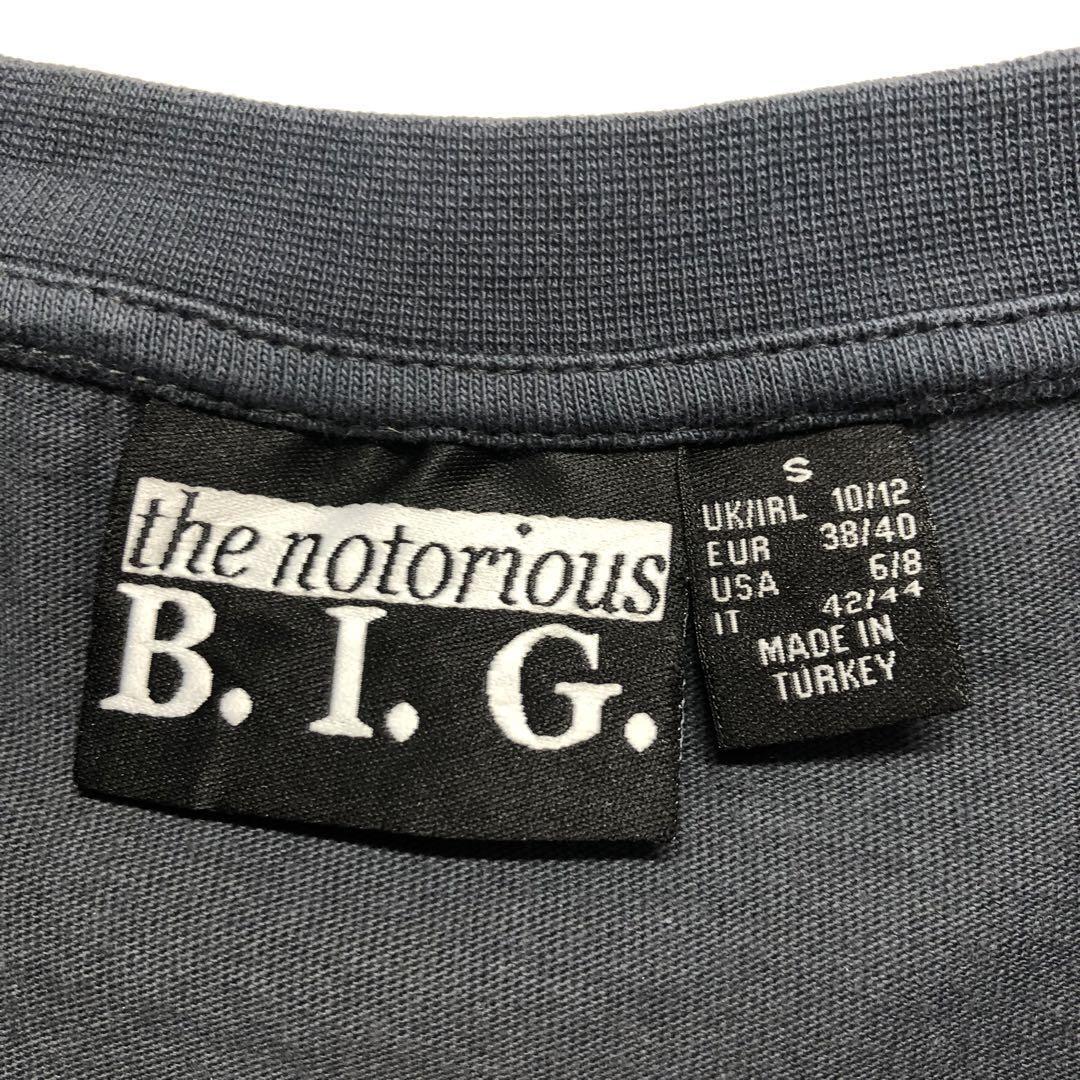 the notorious
B. I. G.
S
UK/IRL 10/12
EUR 38/40
USA 6/8
IT 42/44
MADE IN
TURKEY